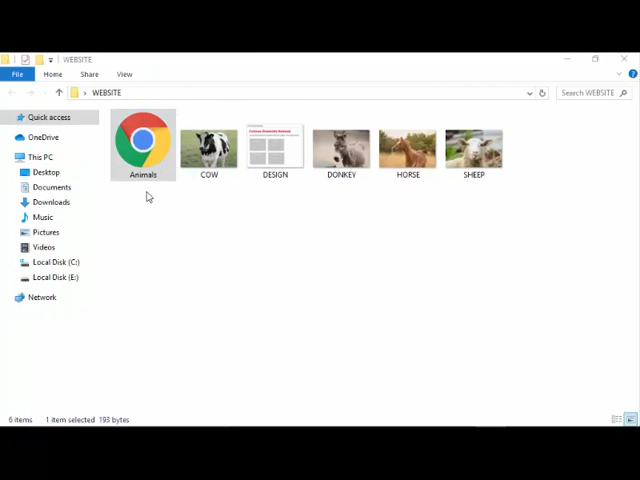 WEBSITE
File Home Share View
WEBSITE Search WEBSITE
Quick access
OneDrive
This PC
Desktop
Documents
Downloads
Music
Pictures
Videos
Local Disk (C:)
Local Disk (E:)
Network
Animals COW DESIGN DONKEY HORSE SHEEP
6 items 1 item selected 193 bytes